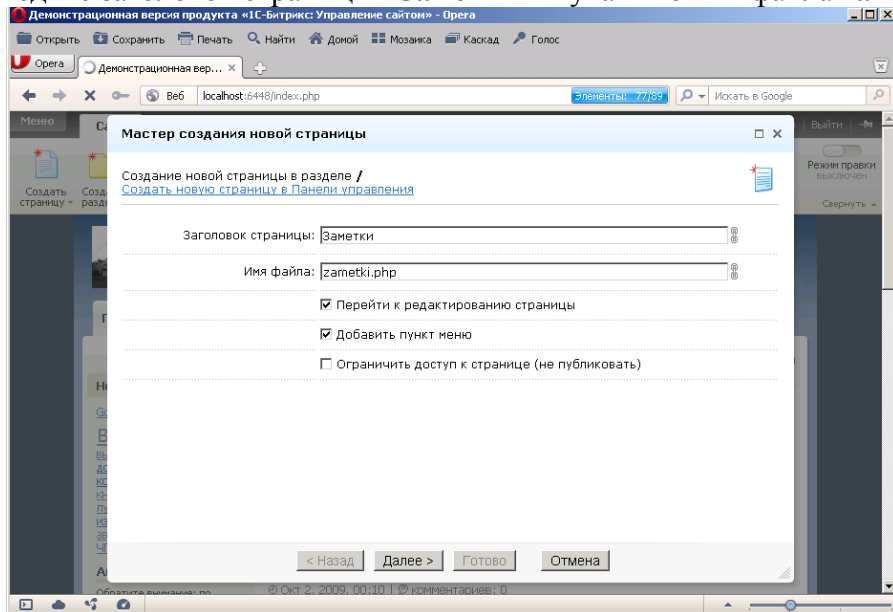 Демонстрационная версия продукта «1С-Битрикс: Управление сайтом» - Opera
Открыть Сохранить Печать Найти Домой Мозаика Каскад Голос
Opera Демонстрационная вер... ×
Веб localhost:6448/index.php Элементы: 77/89 Искать в Google
Меню Са Выйти
Мастер создания новой страницы
Создать страницу
Созд разде
Режим правки выключен
Свернуть
Создание новой страницы в разделе /
Создать новую страницу в Панели управления
Заголовок страницы: Заметки
Имя файла: zametki.php
Перейти к редактированию страницы
Добавить пункт меню
Ограничить доступ к странице (не публиковать)
< Назад Далее > Готово Отмена
Окт 2, 2009, 00:10 | комментариев: 0